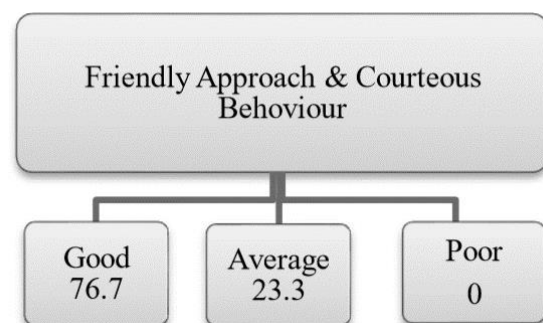 Friendly Approach & Courteous
Behoviour
Good
76.7
Average
23.3
Poor
0